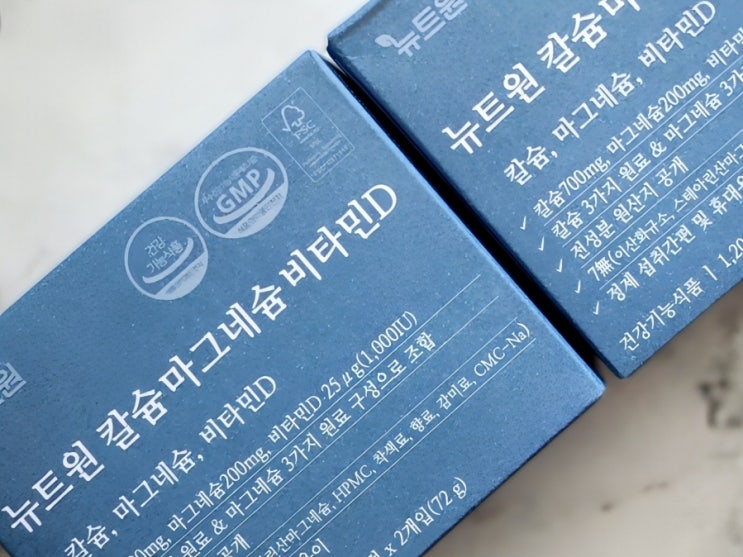 FSC
GMP
건강
기능식품
뉴트원 칼슘마그네슘비타민D
칼슘, 마그네슘, 비타민D
마그네슘200mg, 비타민D 25㎍(1,000IU)
원료 & 마그네슘 3가지 원료 구성으로 조합
공개
HPMC, 착색료, 향료, 감미료, CMC-Na)
x 2개입(72 g)
뉴트원
뉴트원 칼슘마그
칼슘, 마그네슘, 비타민D
✓ 칼슘700mg, 마그네슘200mg,
✓ 칼슘 3가지 원료 & 마그네슘 3가
✓ 전성분 원산지 공개
✓ 7無(이산화규소, 스테아린산마그
✓ 정제 섭취간편 및 휴대
건강기능식품 |